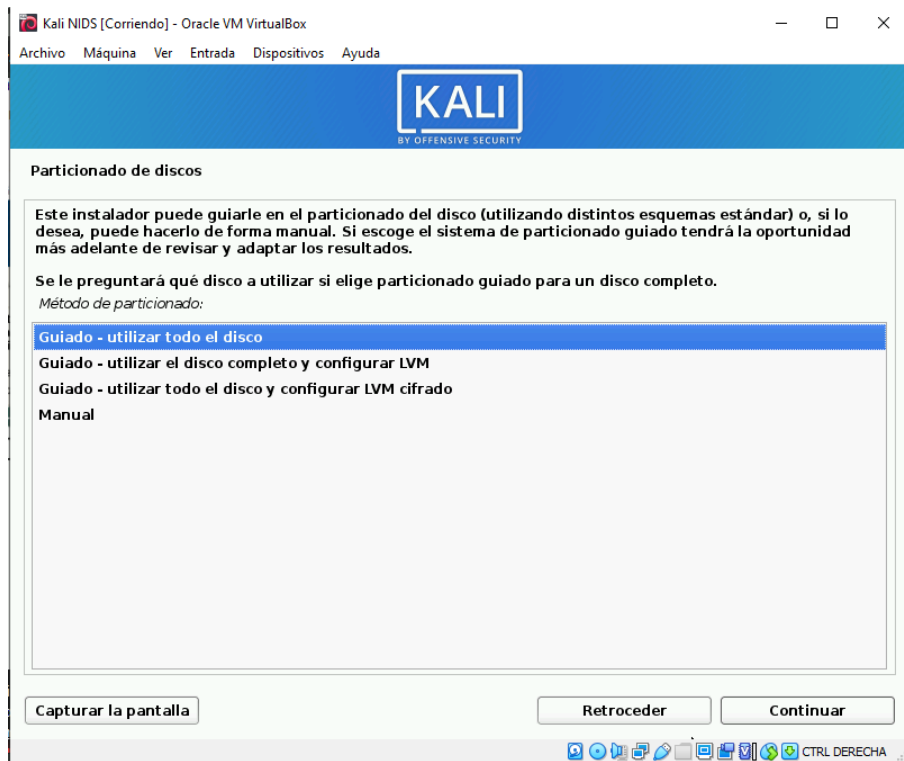 Kali NIDS [Corriendo] - Oracle VM VirtualBox
Archivo Máquina Ver Entrada Dispositivos Ayuda
KALI
BY OFFENSIVE SECURITY
Particionado de discos
Este instalador puede guiarle en el particionado del disco (utilizando distintos esquemas estándar) o, si lo
desea, puede hacerlo de forma manual. Si escoge el sistema de particionado guiado tendrá la oportunidad
más adelante de revisar y adaptar los resultados.
Se le preguntará qué disco a utilizar si elige particionado guiado para un disco completo.
Método de particionado:
Guiado - utilizar todo el disco
Guiado - utilizar el disco completo y configurar LVM
Guiado - utilizar todo el disco y configurar LVM cifrado
Manual
Capturar la pantalla
Retroceder
Continuar
CTRL DERECHA